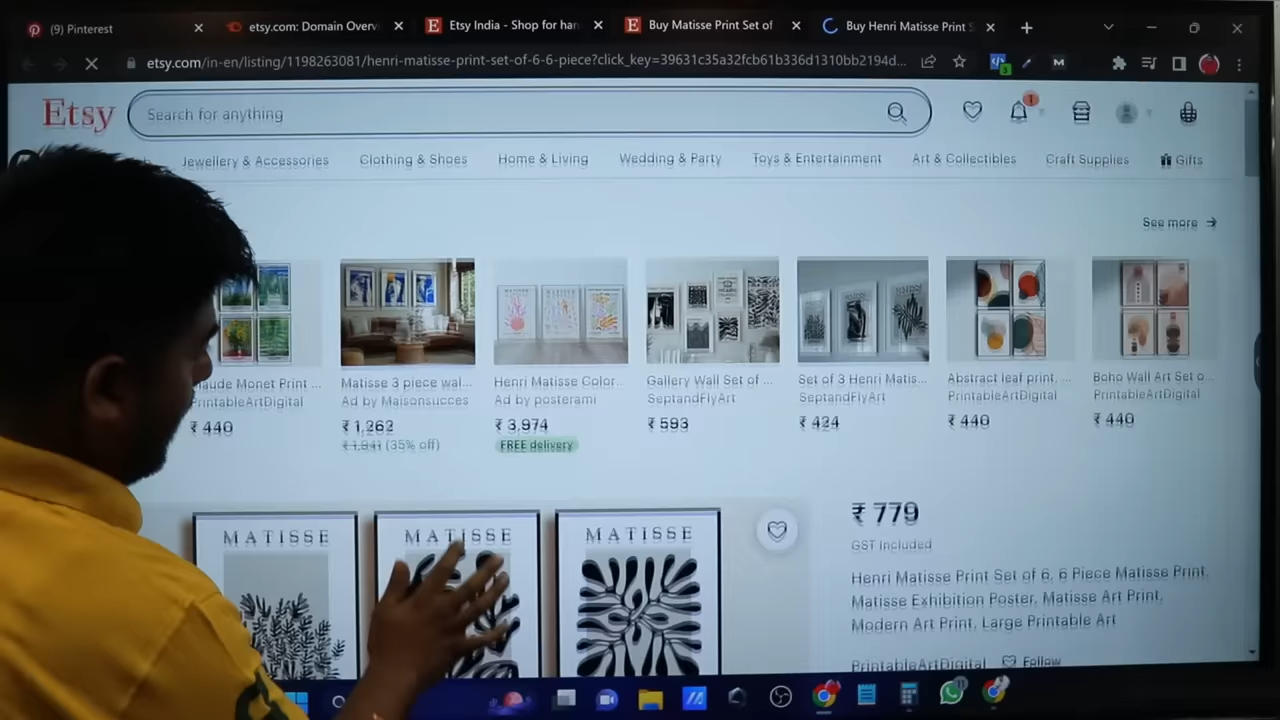 (9) Pinterest
etsy.com: Domain Overv
Etsy India - Shop for han
Buy Matisse Print Set of
Buy Henri Matisse Print S
etsy.com/in-en/listing/1198263081/henri-matisse-print-set-of-6-6-piece?click_key=39631c35a32fcb61b336d1310bb2194d...
Etsy
Search for anything
1
Jewellery & Accessories
Clothing & Shoes
Home & Living
Wedding & Party
Toys & Entertainment
Art & Collectibles
Craft Supplies
Gifts
See more →
aude Monet Print ...
PrintableArtDigital
₹ 440
Matisse 3 piece wal...
Ad by Maisonsucces
₹ 1,262
₹ 1,941 (35% off)
Henri Matisse Color...
Ad by posterami
₹ 3,974
FREE delivery
Gallery Wall Set of ...
SeptandFlyArt
₹ 593
Set of 3 Henri Matis...
SeptandFlyArt
₹ 424
Abstract leaf print, ...
PrintableArtDigital
₹ 440
Boho Wall Art Set o...
PrintableArtDigital
₹ 440
MATISSE
MATISSE
MATISSE
₹ 779
GST Included
Henri Matisse Print Set of 6, 6 Piece Matisse Print,
Matisse Exhibition Poster, Matisse Art Print,
Modern Art Print, Large Printable Art
PrintableArtDigital
Follow